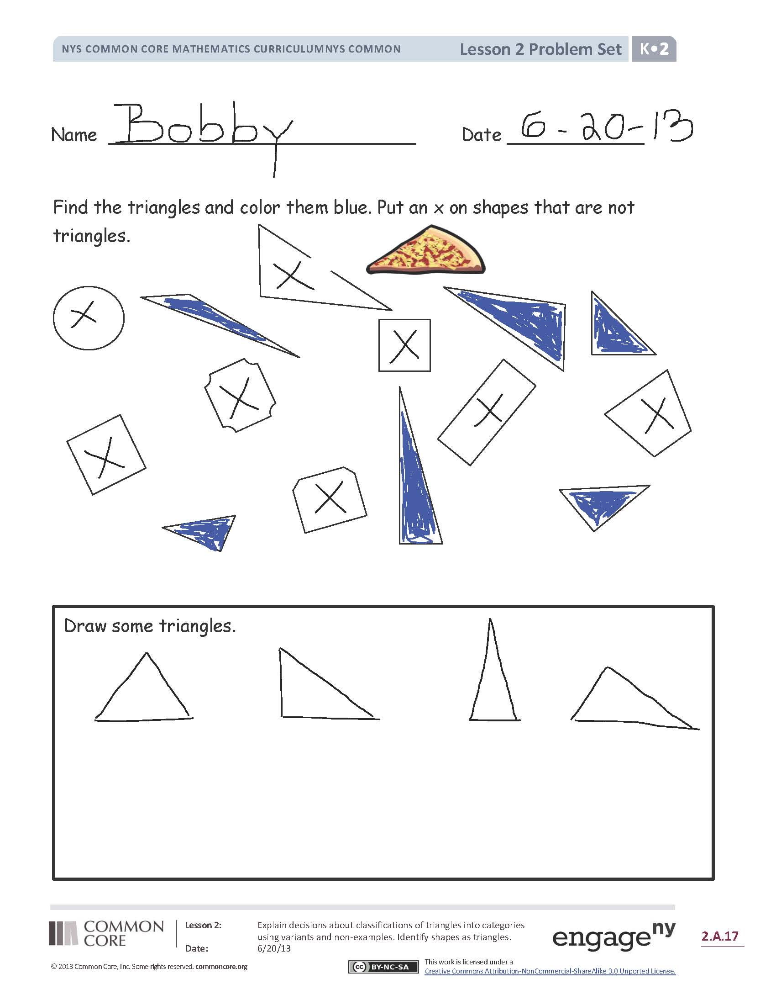 NYS COMMON CORE MATHEMATICS CURRICULUMNYS COMMON Lesson 2 Problem Set K•2
Name Bobby Date 6-20-13
Find the triangles and color them blue. Put an x on shapes that are not
triangles.
X
X
X
X
X
X
X
X
Draw some triangles.
COMMON
CORE
Lesson 2: Explain decisions about classifications of triangles into categories
using variants and non-examples. Identify shapes as triangles.
Date: 6/20/13
engageny 2.A.17
© 2013 Common Core, Inc. Some rights reserved. commoncore.org
cc BY-NC-SA
This work is licensed under a
Creative Commons Attribution-NonCommercial-ShareAlike 3.0 Unported License.